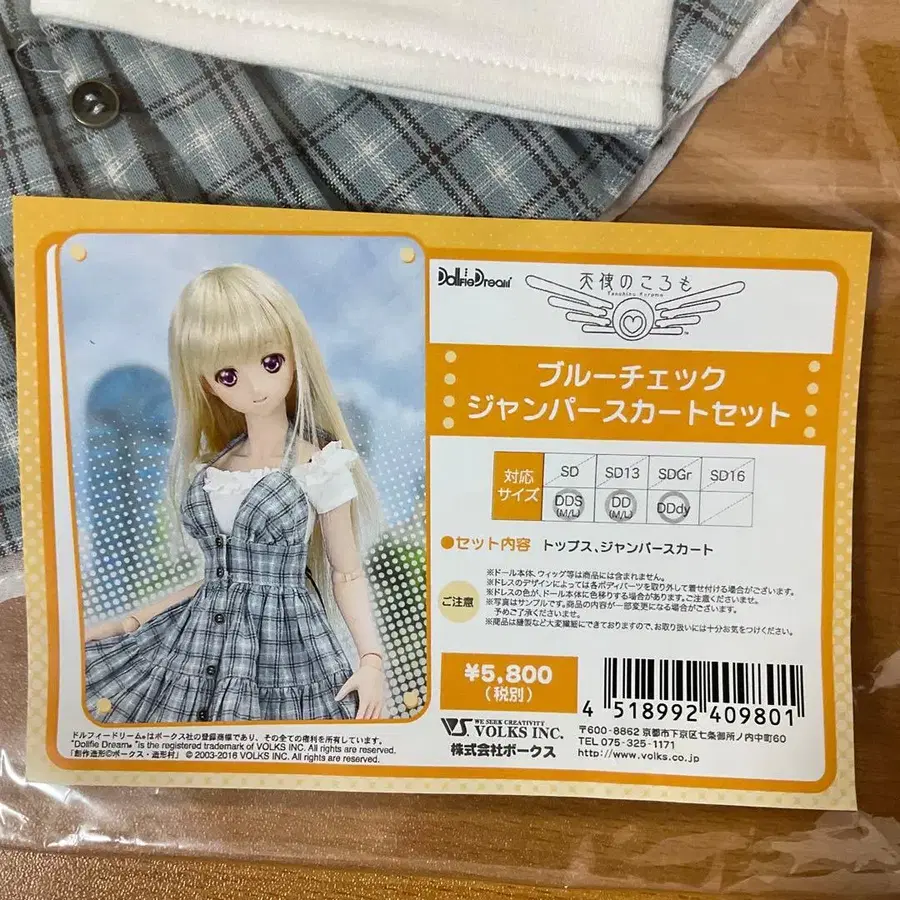 DollfieDream®
天使のころも
Tenshino Koromo
TM
ブルーチェック
ジャンパースカートセット
対応サイズ
SD SD13 SDGr SD16
DDS(M/L) DD(M/L) DDdy
●セット内容 トップス、ジャンパースカート
ご注意
※ドール本体、ウィッグ等は商品には含まれません。
※ドレスのデザインによっては各ボディパーツを取り外して着せ付ける場合がございます。
※ドレスの色が、ドール本体に色移りする場合があります。ご注意くださいませ。
※写真はサンプルです。商品の内容が一部変更になる場合がございます。
予めご了承くださいませ。
※商品は縫製など大変繊細にできておりますので、お取り扱いには十分お気をつけください。
¥5,800
(税別)
4 518992 409801
WE SEEK CREATIVITY
VS VOLKS INC.
株式会社ボークス
〒600-8862 京都市下京区七条御所ノ内中町60
TEL 075-325-1171
http://www.volks.co.jp
ドルフィードリーム®はボークス社の登録商標であり、その全ての権利を所有しています。
"Dollfie Dream® "is the registered trademark of VOLKS INC. All rights are reserved.
「創作造形©ボークス・造形村」 © 2003-2016 VOLKS INC. All rights are reserved.